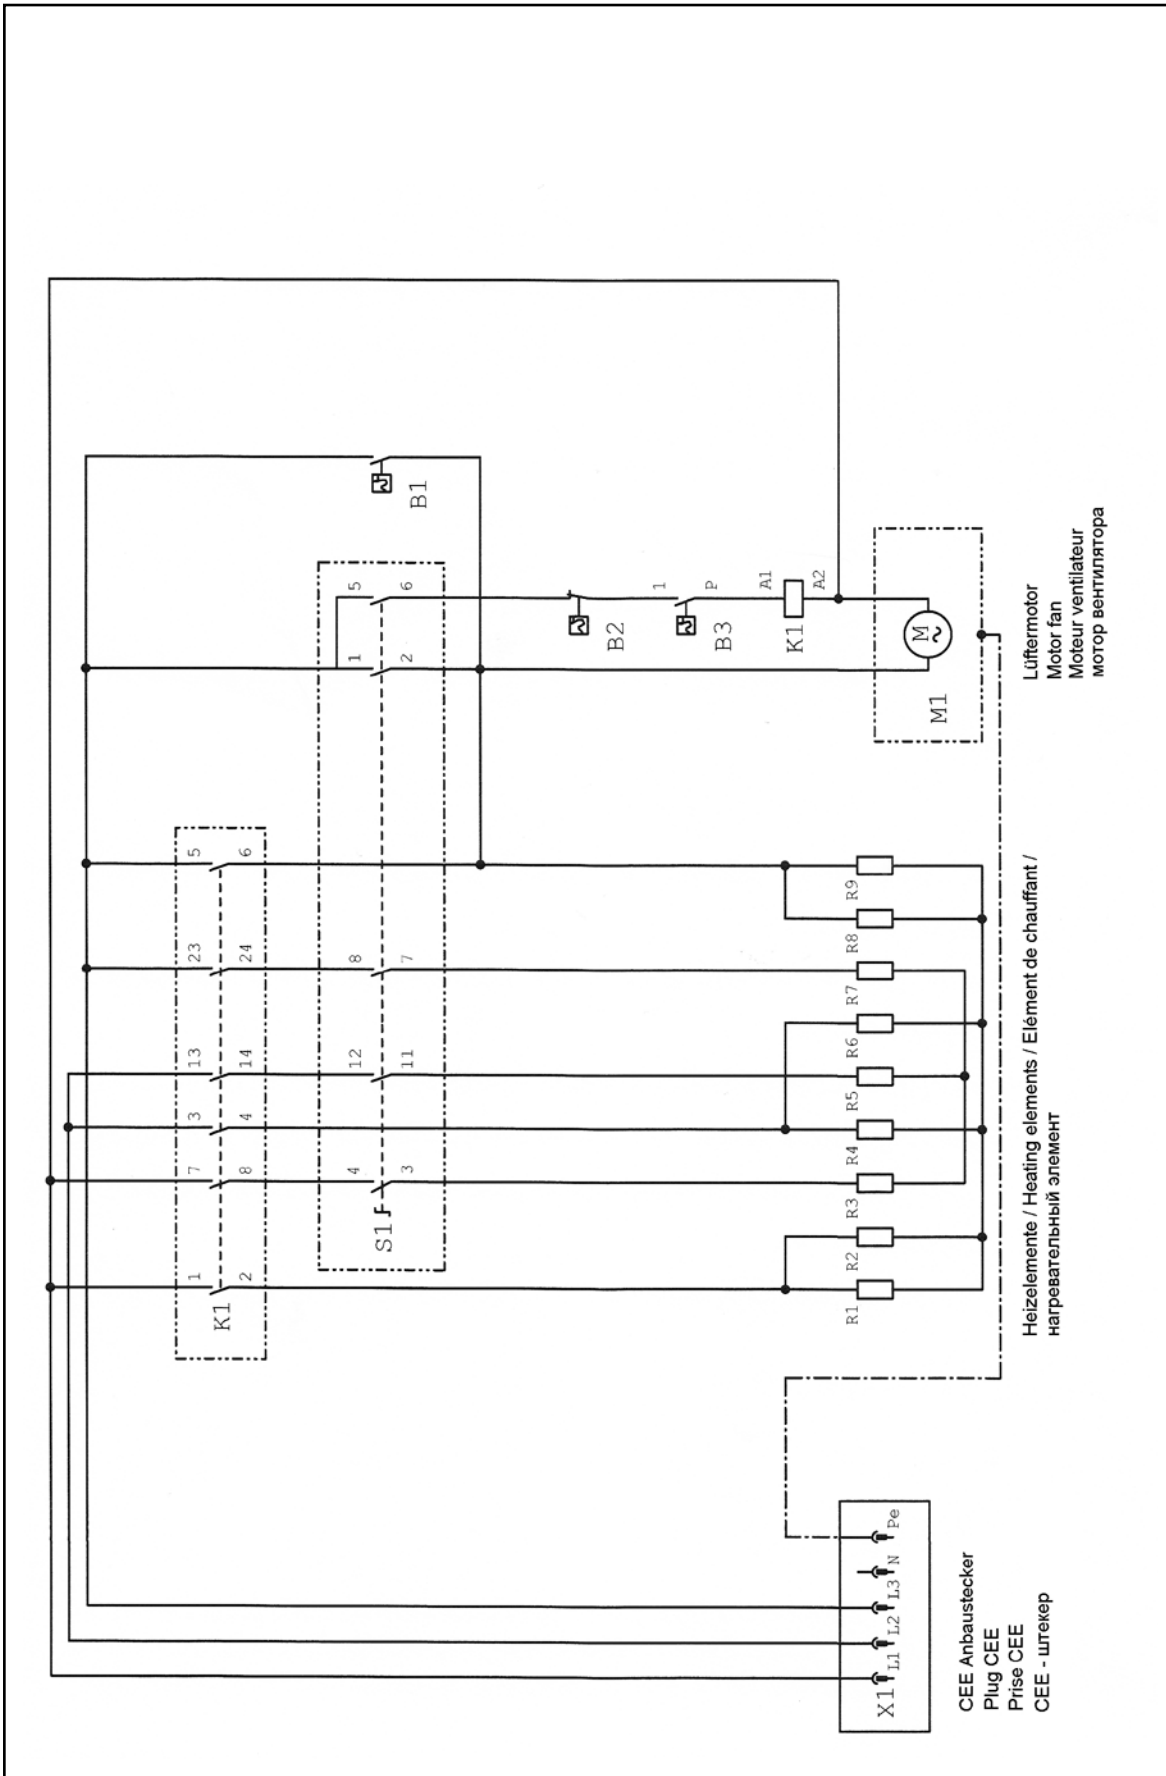 K1
1
2
7
8
3
4
13
14
23
24
5
6
S1
4
3
12
11
8
7
1
2
5
6
B1
B2
B3
1
P
K1
A1
A2
M
M1
R1
R2
R3
R4
R5
R6
R7
R8
R9
X1
L1
L2
L3
N
Pe
CEE Anbaustecker
Plug CEE
Prise CEE
CEE - штекер
Heizelemente / Heating elements / Elément de chauffant /
нагревательный элемент
Lüftermotor
Motor fan
Moteur ventilateur
мотор вентилятора